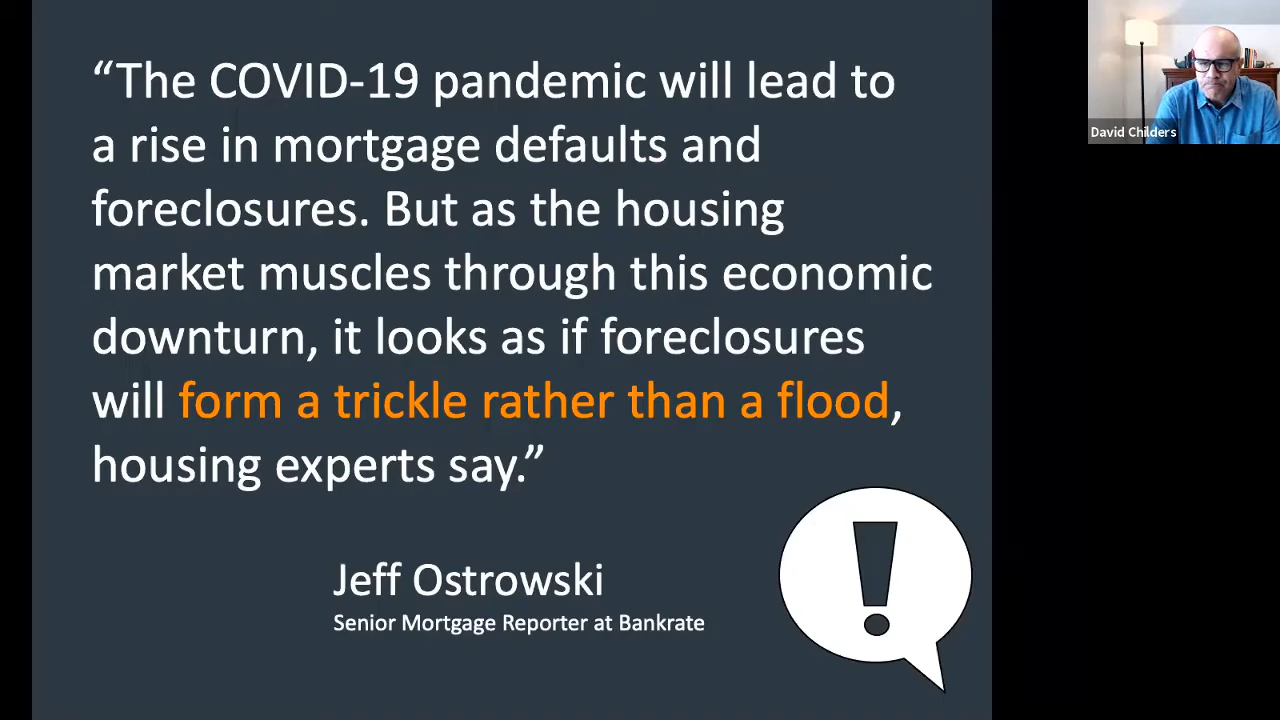 “The COVID-19 pandemic will lead to
a rise in mortgage defaults and
foreclosures. But as the housing
market muscles through this economic
downturn, it looks as if foreclosures
will form a trickle rather than a flood,
housing experts say.”
Jeff Ostrowski
Senior Mortgage Reporter at Bankrate
!
David Childers